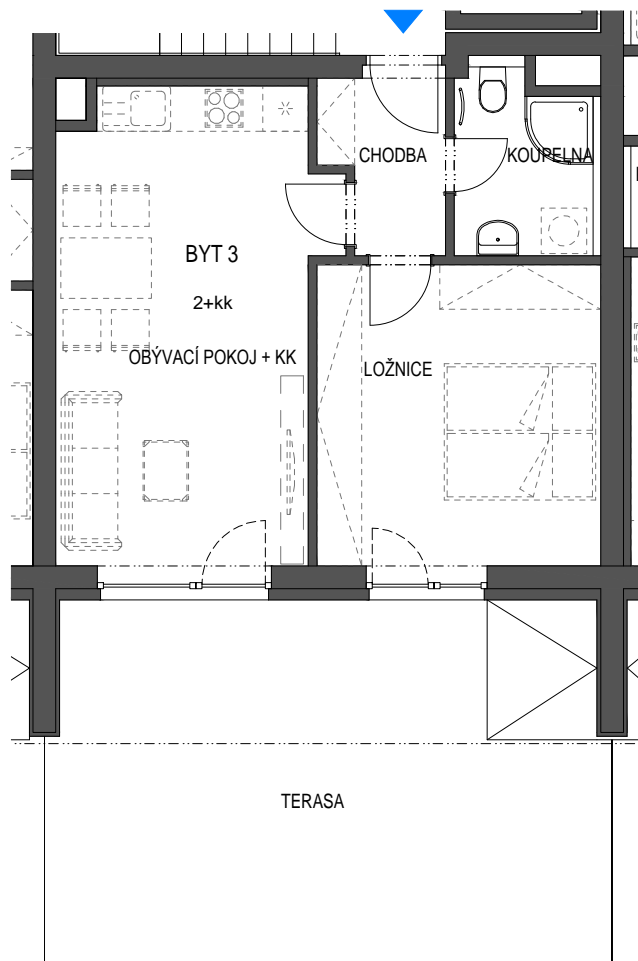 CHODBA
KOUPELNA
BYT 3
2+kk
OBÝVACÍ POKOJ + KK
LOŽNICE
TERASA